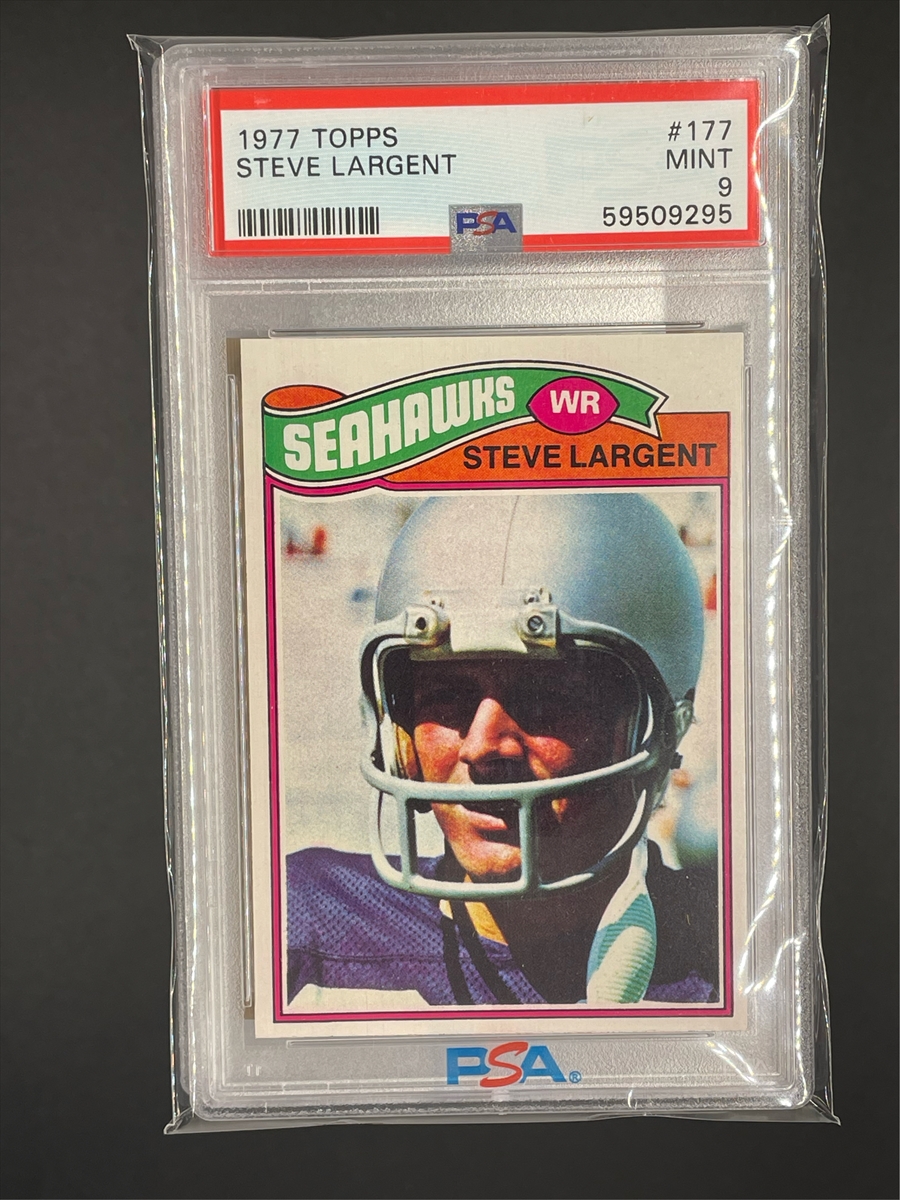 1977 TOPPS #177
STEVE LARGENT MINT
9
PSA 59509295
SEAHAWKS WR
STEVE LARGENT
PSA®